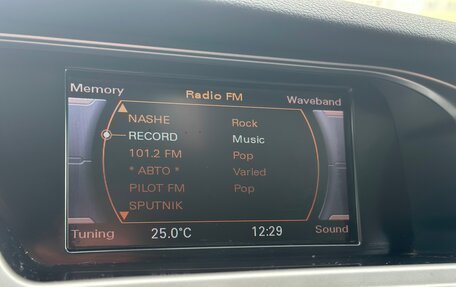 Memory Radio FM Waveband
NASHE Rock
RECORD Music
101.2 FM Pop
* АВТО * Varied
PILOT FM Pop
SPUTNIK
Tuning 25.0°C 12:29 Sound